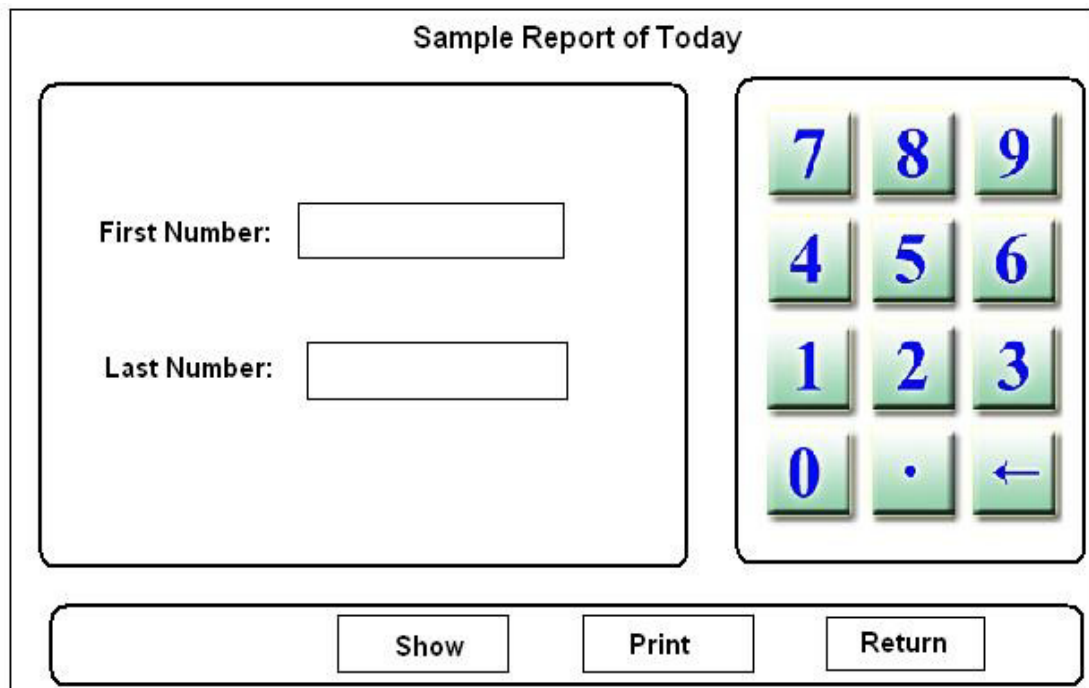 Sample Report of Today
First Number:
Last Number:
7 8 9
4 5 6
1 2 3
0 . ←
Show Print Return